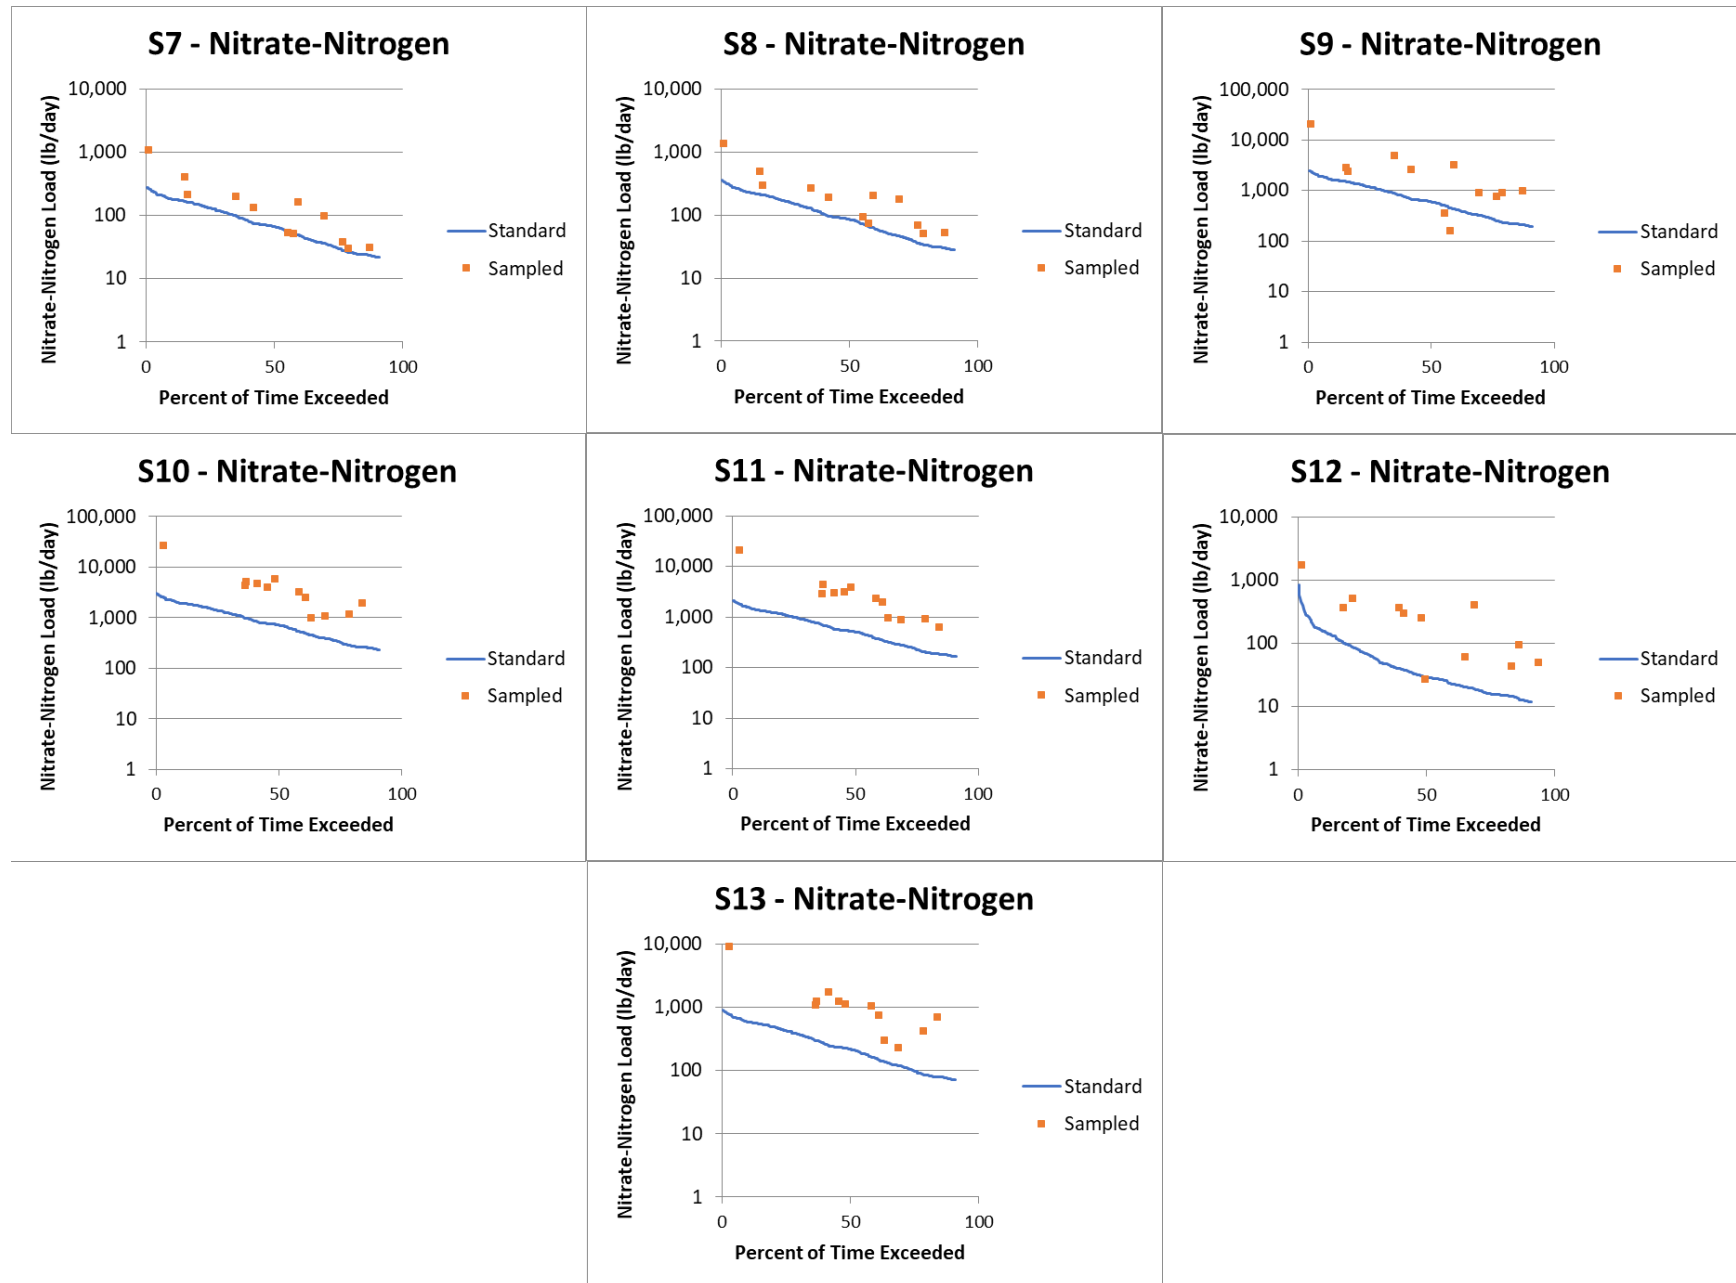 S7 - Nitrate-Nitrogen
Nitrate-Nitrogen Load (lb/day)
10,000
1,000
100
10
1
0 50 100
Percent of Time Exceeded
Standard
Sampled
S8 - Nitrate-Nitrogen
Nitrate-Nitrogen Load (lb/day)
10,000
1,000
100
10
1
0 50 100
Percent of Time Exceeded
Standard
Sampled
S9 - Nitrate-Nitrogen
Nitrate-Nitrogen Load (lb/day)
100,000
10,000
1,000
100
10
1
0 50 100
Percent of Time Exceeded
Standard
Sampled
S10 - Nitrate-Nitrogen
Nitrate-Nitrogen Load (lb/day)
100,000
10,000
1,000
100
10
1
0 50 100
Percent of Time Exceeded
Standard
Sampled
S11 - Nitrate-Nitrogen
Nitrate-Nitrogen Load (lb/day)
100,000
10,000
1,000
100
10
1
0 50 100
Percent of Time Exceeded
Standard
Sampled
S12 - Nitrate-Nitrogen
Nitrate-Nitrogen Load (lb/day)
10,000
1,000
100
10
1
0 50 100
Percent of Time Exceeded
Standard
Sampled
S13 - Nitrate-Nitrogen
Nitrate-Nitrogen Load (lb/day)
10,000
1,000
100
10
1
0 50 100
Percent of Time Exceeded
Standard
Sampled